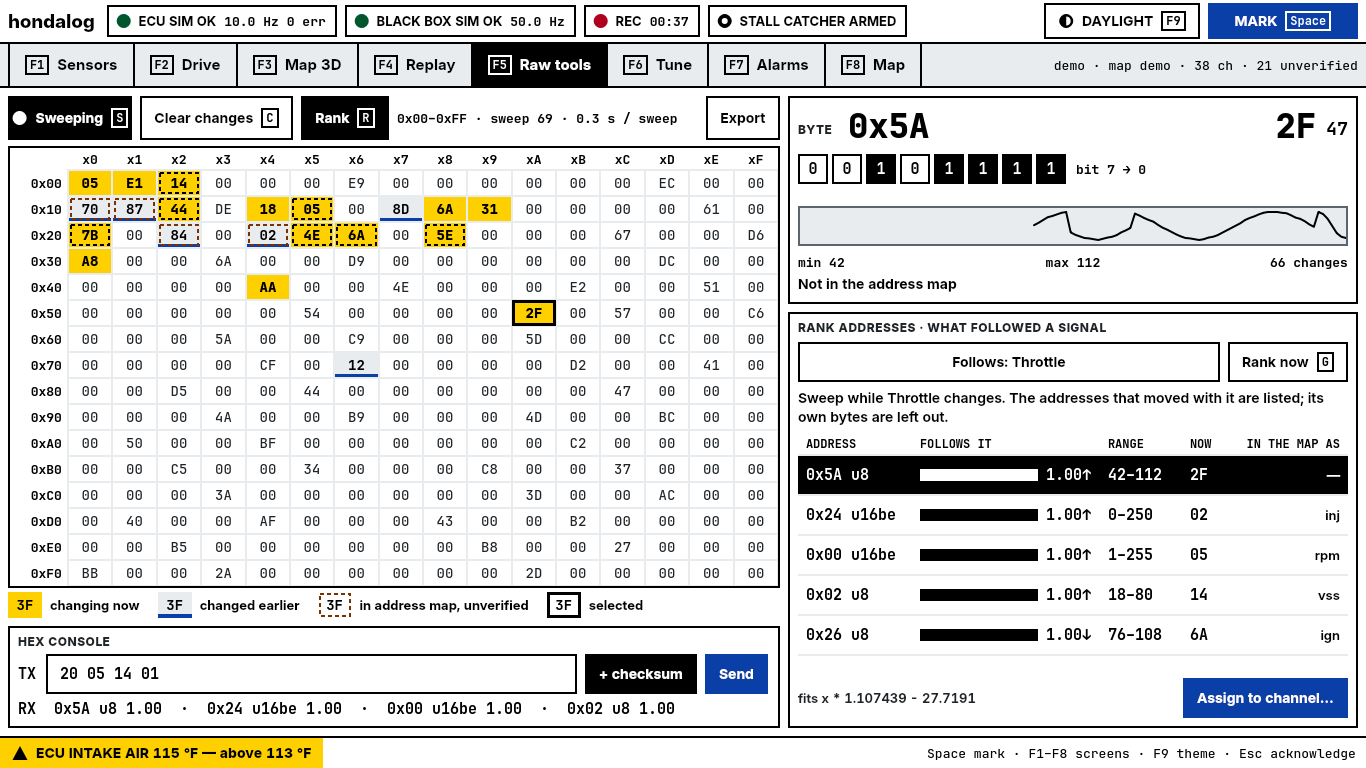 hondalog ECU SIM OK 10.0 Hz 0 err BLACK BOX SIM OK 50.0 Hz REC 00:37 STALL CATCHER ARMED DAYLIGHT F9 MARK Space
F1 Sensors F2 Drive F3 Map 3D F4 Replay F5 Raw tools F6 Tune F7 Alarms F8 Map demo · map demo · 38 ch · 21 unverified
Sweeping S Clear changes C Rank R 0x00–0xFF · sweep 69 · 0.3 s / sweep Export
x0 x1 x2 x3 x4 x5 x6 x7 x8 x9 xA xB xC xD xE xF
0x00 05 E1 14 00 00 00 E9 00 00 00 00 00 00 EC 00 00
0x10 70 87 44 DE 18 05 00 8D 6A 31 00 00 00 00 61 00
0x20 7B 00 84 00 02 4E 6A 00 5E 00 00 00 67 00 00 D6
0x30 A8 00 00 6A 00 00 D9 00 00 00 00 00 00 DC 00 00
0x40 00 00 00 00 AA 00 00 4E 00 00 00 E2 00 00 51 00
0x50 00 00 00 00 00 54 00 00 00 00 2F 00 57 00 00 C6
0x60 00 00 00 5A 00 00 C9 00 00 00 5D 00 00 CC 00 00
0x70 00 00 00 00 CF 00 12 00 00 00 00 D2 00 00 41 00
0x80 00 00 D5 00 00 44 00 00 00 00 00 00 47 00 00 00
0x90 00 00 00 4A 00 00 B9 00 00 00 4D 00 00 BC 00 00
0xA0 00 50 00 00 BF 00 00 00 00 00 00 C2 00 00 00 00
0xB0 00 00 C5 00 00 34 00 00 00 C8 00 00 37 00 00 00
0xC0 00 00 00 3A 00 00 00 00 00 00 3D 00 00 AC 00 00
0xD0 00 40 00 00 AF 00 00 00 43 00 00 B2 00 00 00 00
0xE0 00 00 B5 00 00 00 00 00 00 B8 00 00 27 00 00 00
0xF0 BB 00 00 2A 00 00 00 00 00 00 2D 00 00 00 00 00
3F changing now 3F changed earlier 3F in address map, unverified 3F selected
HEX CONSOLE
TX 20 05 14 01 + checksum Send
RX 0x5A u8 1.00 · 0x24 u16be 1.00 · 0x00 u16be 1.00 · 0x02 u8 1.00
BYTE 0x5A 2F 47
0 0 1 0 1 1 1 1 bit 7 → 0
min 42 max 112 66 changes
Not in the address map
RANK ADDRESSES · WHAT FOLLOWED A SIGNAL
Follows: Throttle Rank now G
Sweep while Throttle changes. The addresses that moved with it are listed; its
own bytes are left out.
ADDRESS FOLLOWS IT RANGE NOW IN THE MAP AS
0x5A u8 1.00↑ 42–112 2F —
0x24 u16be 1.00↑ 0–250 02 inj
0x00 u16be 1.00↑ 1–255 05 rpm
0x02 u8 1.00↑ 18–80 14 vss
0x26 u8 1.00↓ 76–108 6A ign
fits x * 1.107439 - 27.7191 Assign to channel...
ECU INTAKE AIR 115 °F — above 113 °F Space mark · F1–F8 screens · F9 theme · Esc acknowledge